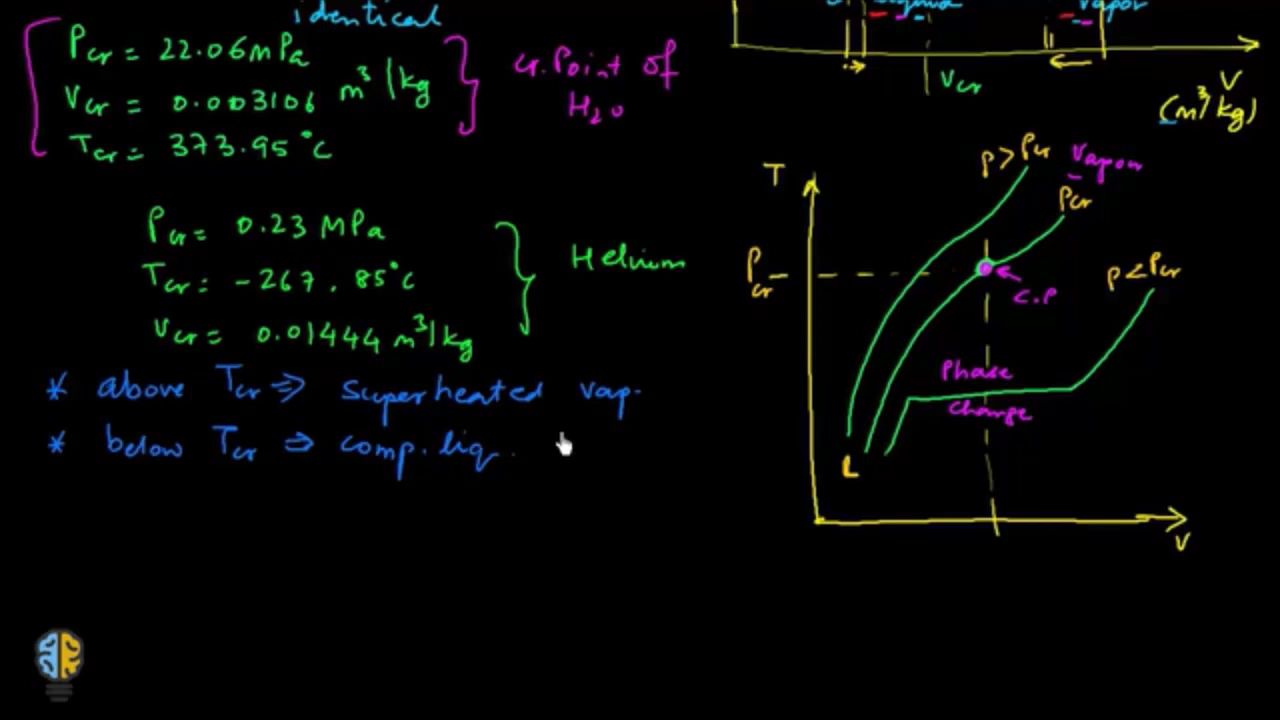 identical
Pcr = 22.06 MPa
Vcr = 0.003106 m³/kg
Tcr = 373.95°C
cr. Point of
H2O
Pcr = 0.23 MPa
Tcr = -267.85°C
Vcr = 0.01444 m³/kg
Helium
* above Tcr ⇒ Superheated vap.
* below Tcr ⇒ comp. liq.
vapor
Vcr
V
(m³/kg)
T
P > Pcr
Vapor
Pcr
P < Pcr
Pcr
C.P
Phase
Change
L
V